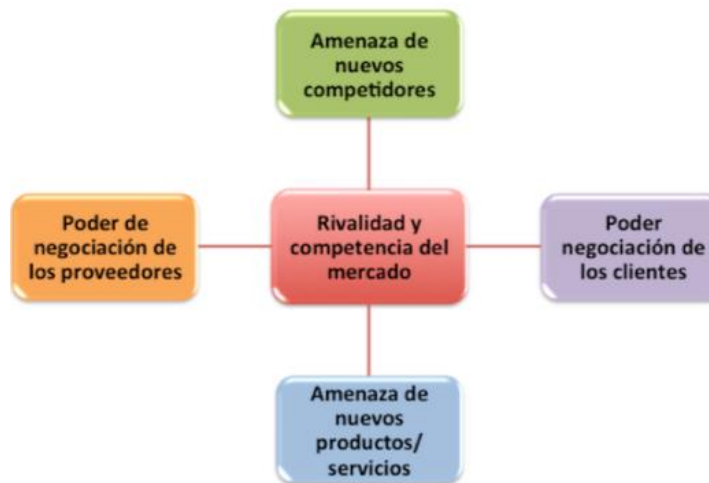 Amenaza de
nuevos
competidores
Poder de
negociación de
los proveedores
Rivalidad y
competencia del
mercado
Poder
negociación de
los clientes
Amenaza de
nuevos
productos/
servicios